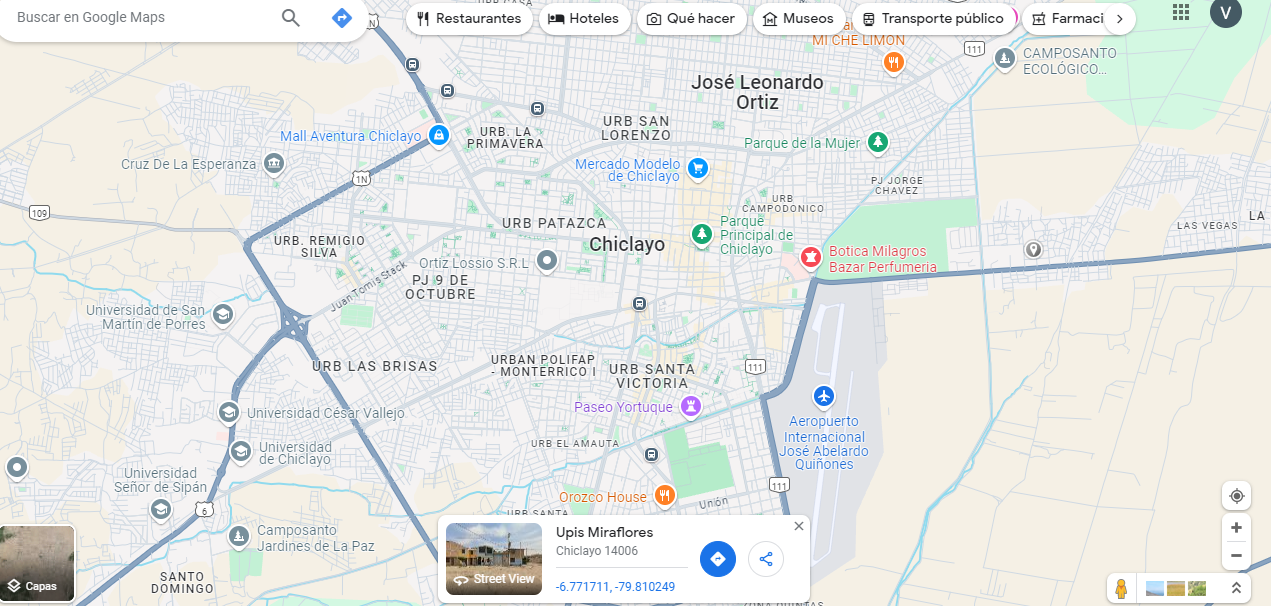 Buscar en Google Maps
Restaurantes
Hoteles
Qué hacer
Museos
Transporte público
Farmaci
V
1N
MI CHE LIMÓN
111
CAMPOSANTO
ECOLÓGICO...
José Leonardo
Ortiz
URB SAN
LORENZO
Mall Aventura Chiclayo
URB. LA
PRIMAVERA
Parque de la Mujer
Cruz De La Esperanza
Mercado Modelo
de Chiclayo
1N
PJ JORGE
CHAVEZ
URB
CAMPODONICO
109
URB PATAZCA
Parque
Principal de
Chiclayo
LA
LAS VEGAS
URB. REMIGIO
SILVA
Chiclayo
Botica Milagros
Bazar Perfumeria
Ortiz Lossio S.R.L
Juan Tomis Stack
PJ 9 DE
OCTUBRE
Universidad de San
Martín de Porres
URB LAS BRISAS
URBAN POLIFAP
- MONTERRICO I
URB SANTA
VICTORIA
111
Paseo Yortuque
Universidad César Vallejo
Aeropuerto
Internacional
José Abelardo
Quiñones
URB EL AMAUTA
Universidad
de Chiclayo
Universidad
Señor de Sipán
111
Orozco House
Unión
6
URB SANTA
Camposanto
Jardines de La Paz
Upis Miraflores
Chiclayo 14006
Street View
-6.771711, -79.810249
Capas
SANTO
DOMINGO